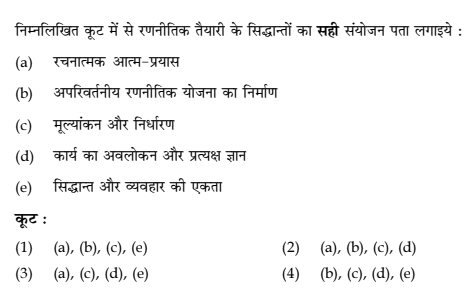 निम्नलिखित कूट में से रणनीतिक तैयारी के सिद्धान्तों का सही संयोजन पता लगाइये :
(a) रचनात्मक आत्म-प्रयास
(b) अपरिवर्तनीय रणनीतिक योजना का निर्माण
(c) मूल्यांकन और निर्धारण
(d) कार्य का अवलोकन और प्रत्यक्ष ज्ञान
(e) सिद्धान्त और व्यवहार की एकता
कूट :
(1) (a), (b), (c), (e) (2) (a), (b), (c), (d)
(3) (a), (c), (d), (e) (4) (b), (c), (d), (e)